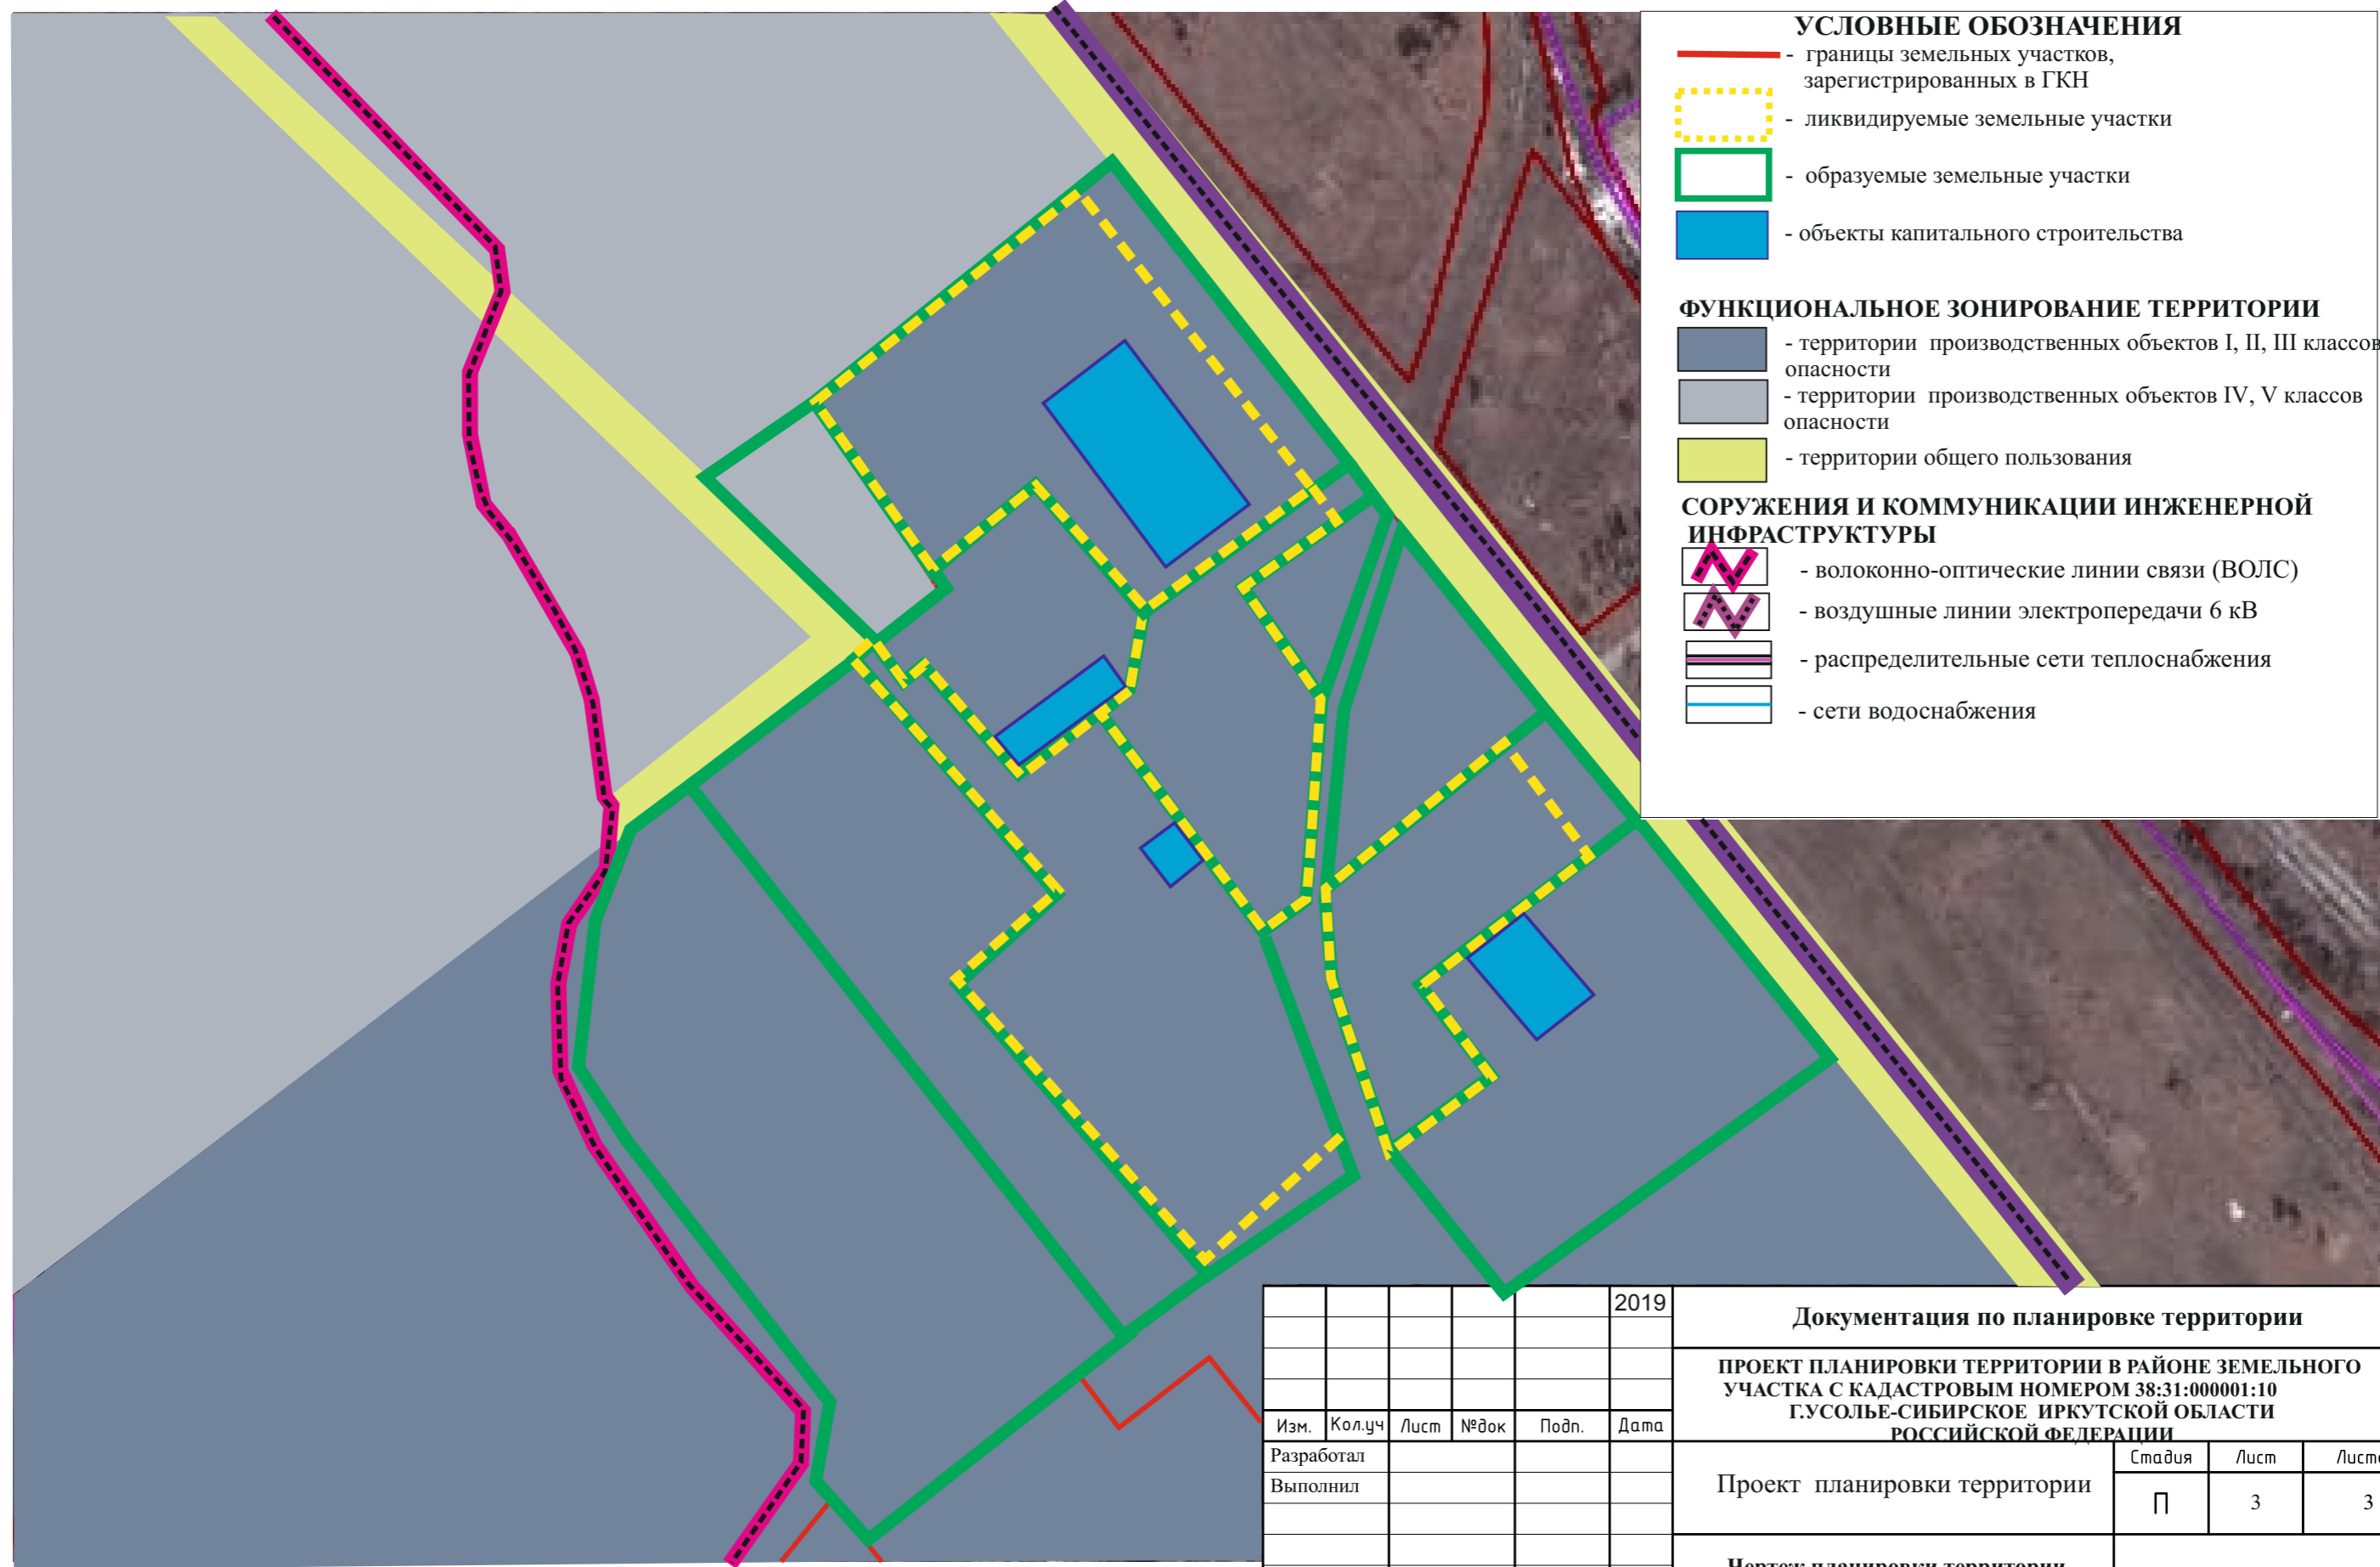 УСЛОВНЫЕ ОБОЗНАЧЕНИЯ
- границы земельных участков,
зарегистрированных в ГКН
- ликвидируемые земельные участки
- образуемые земельные участки
- объекты капитального строительства
ФУНКЦИОНАЛЬНОЕ ЗОНИРОВАНИЕ ТЕРРИТОРИИ
- территории производственных объектов I, II, III классов
опасности
- территории производственных объектов IV, V классов
опасности
- территории общего пользования
СОРУЖЕНИЯ И КОММУНИКАЦИИ ИНЖЕНЕРНОЙ
ИНФРАСТРУКТУРЫ
- волоконно-оптические линии связи (ВОЛС)
- воздушные линии электропередачи 6 кВ
- распределительные сети теплоснабжения
- сети водоснабжения
2019
Документация по планировке территории
ПРОЕКТ ПЛАНИРОВКИ ТЕРРИТОРИИ В РАЙОНЕ ЗЕМЕЛЬНОГО
УЧАСТКА С КАДАСТРОВЫМ НОМЕРОМ 38:31:000001:10
Г.УСОЛЬЕ-СИБИРСКОЕ ИРКУТСКОЙ ОБЛАСТИ
РОССИЙСКОЙ ФЕДЕРАЦИИ
Изм. Кол.уч Лист №док Подп. Дата
Разработал
Выполнил
Проект планировки территории
Стадия Лист
П 3 3
Чертеж планировки территории